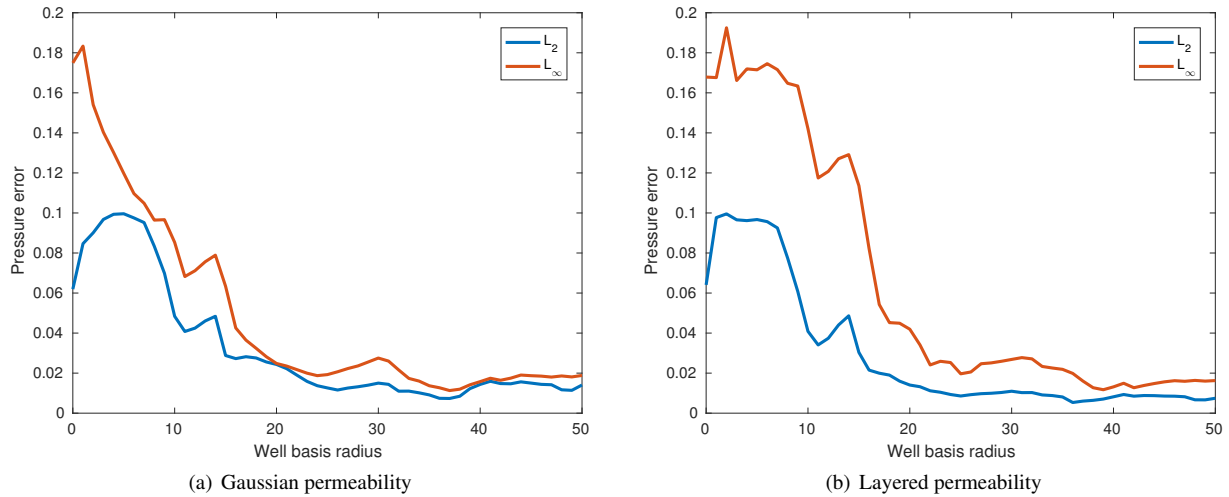 0.2
0.18
0.16
0.14
0.12
0.1
0.08
0.06
0.04
0.02
0
Pressure error
L2
L∞
0 10 20 30 40 50
Well basis radius
(a) Gaussian permeability
0.2
0.18
0.16
0.14
0.12
0.1
0.08
0.06
0.04
0.02
0
Pressure error
L2
L∞
0 10 20 30 40 50
Well basis radius
(b) Layered permeability